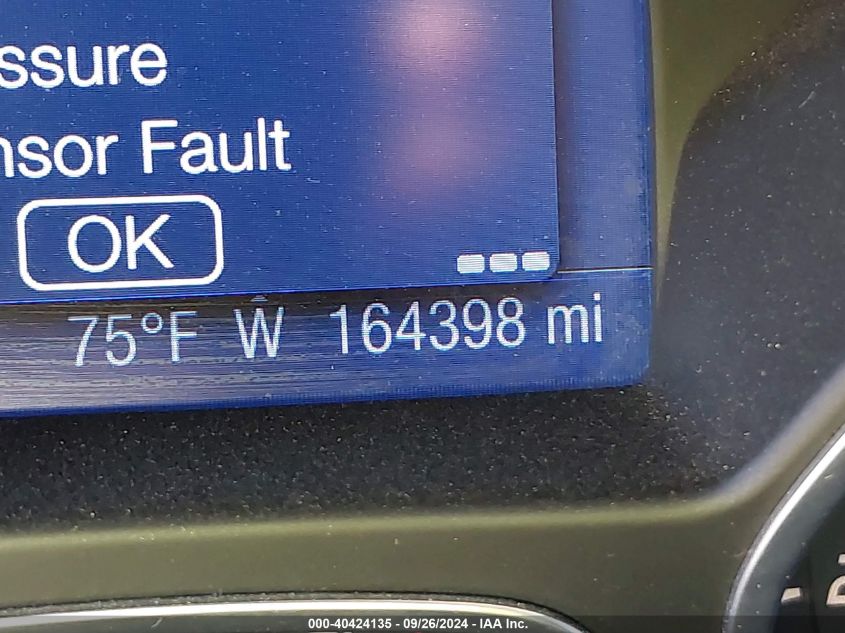 ssure
nsor Fault
OK
75°F W 164398 mi
000-40424135 - 09/26/2024 - IAA Inc.